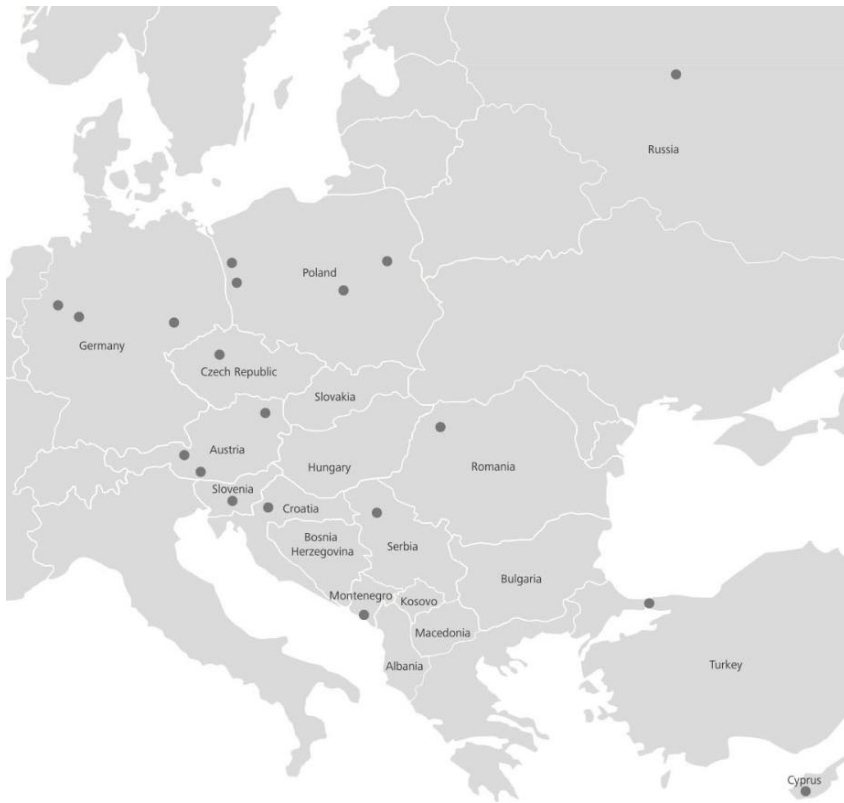 Russia
Poland
Germany
Czech Republic
Slovakia
Austria
Hungary
Romania
Slovenia
Croatia
Bosnia
Herzegovina
Serbia
Bulgaria
Montenegro
Kosovo
Macedonia
Albania
Turkey
Cyprus